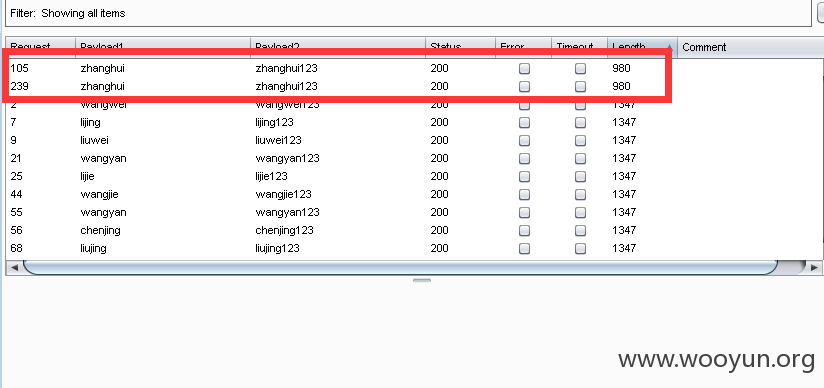 Filter: Showing all items
Request Payload1 Payload2 Status Error Timeout Length Comment
105 zhanghui zhanghui123 200 980
239 zhanghui zhanghui123 200 980
2 wangwei wangwei123 200 1347
7 lijing lijing123 200 1347
9 liuwei liuwei123 200 1347
21 wangyan wangyan123 200 1347
25 lijie lijie123 200 1347
44 wangjie wangjie123 200 1347
55 wangyan wangyan123 200 1347
56 chenjing chenjing123 200 1347
68 liujing liujing123 200 1347
www.wooyun.org